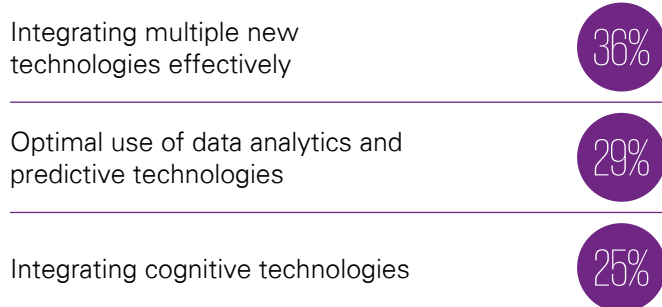 Integrating multiple new
technologies effectively
36%
Optimal use of data analytics and
predictive technologies
29%
Integrating cognitive technologies
25%